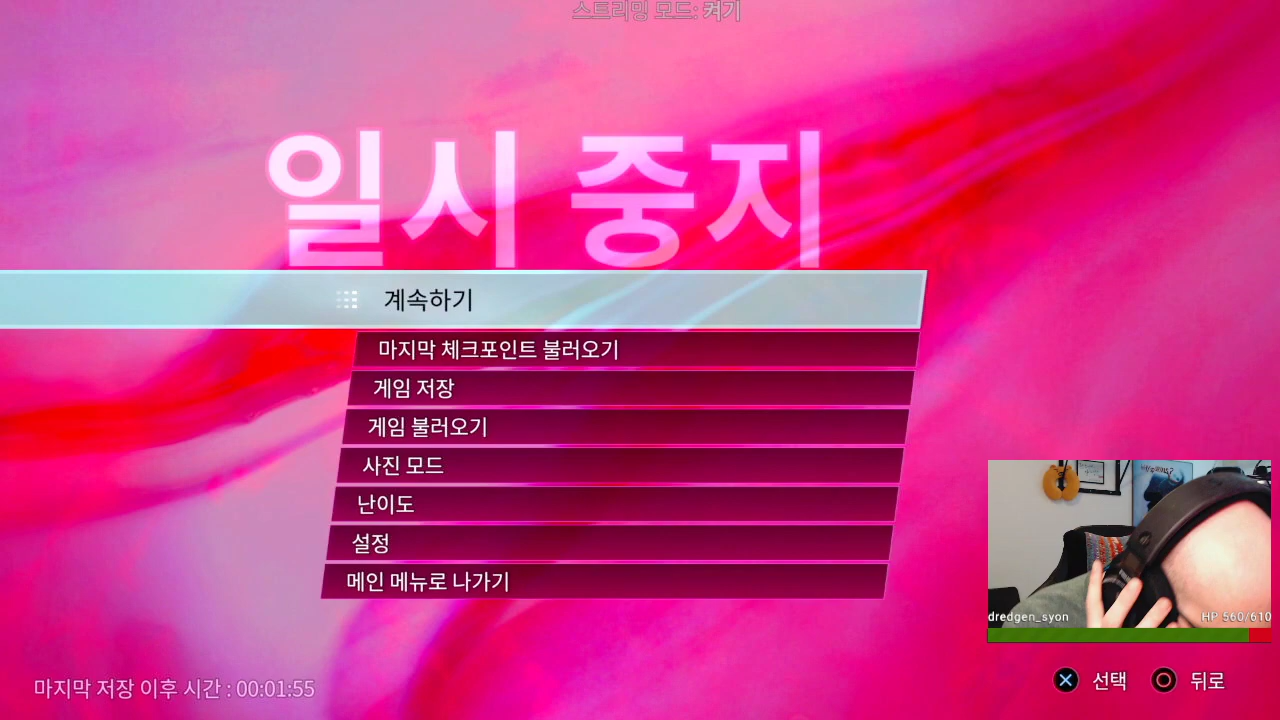 스트리밍 모드: 켜기
일시 중지
계속하기
마지막 체크포인트 불러오기
게임 저장
게임 불러오기
사진 모드
난이도
설정
메인 메뉴로 나가기
dredgen_syon
HP 560/610
마지막 저장 이후 시간 : 00:01:55
선택
뒤로